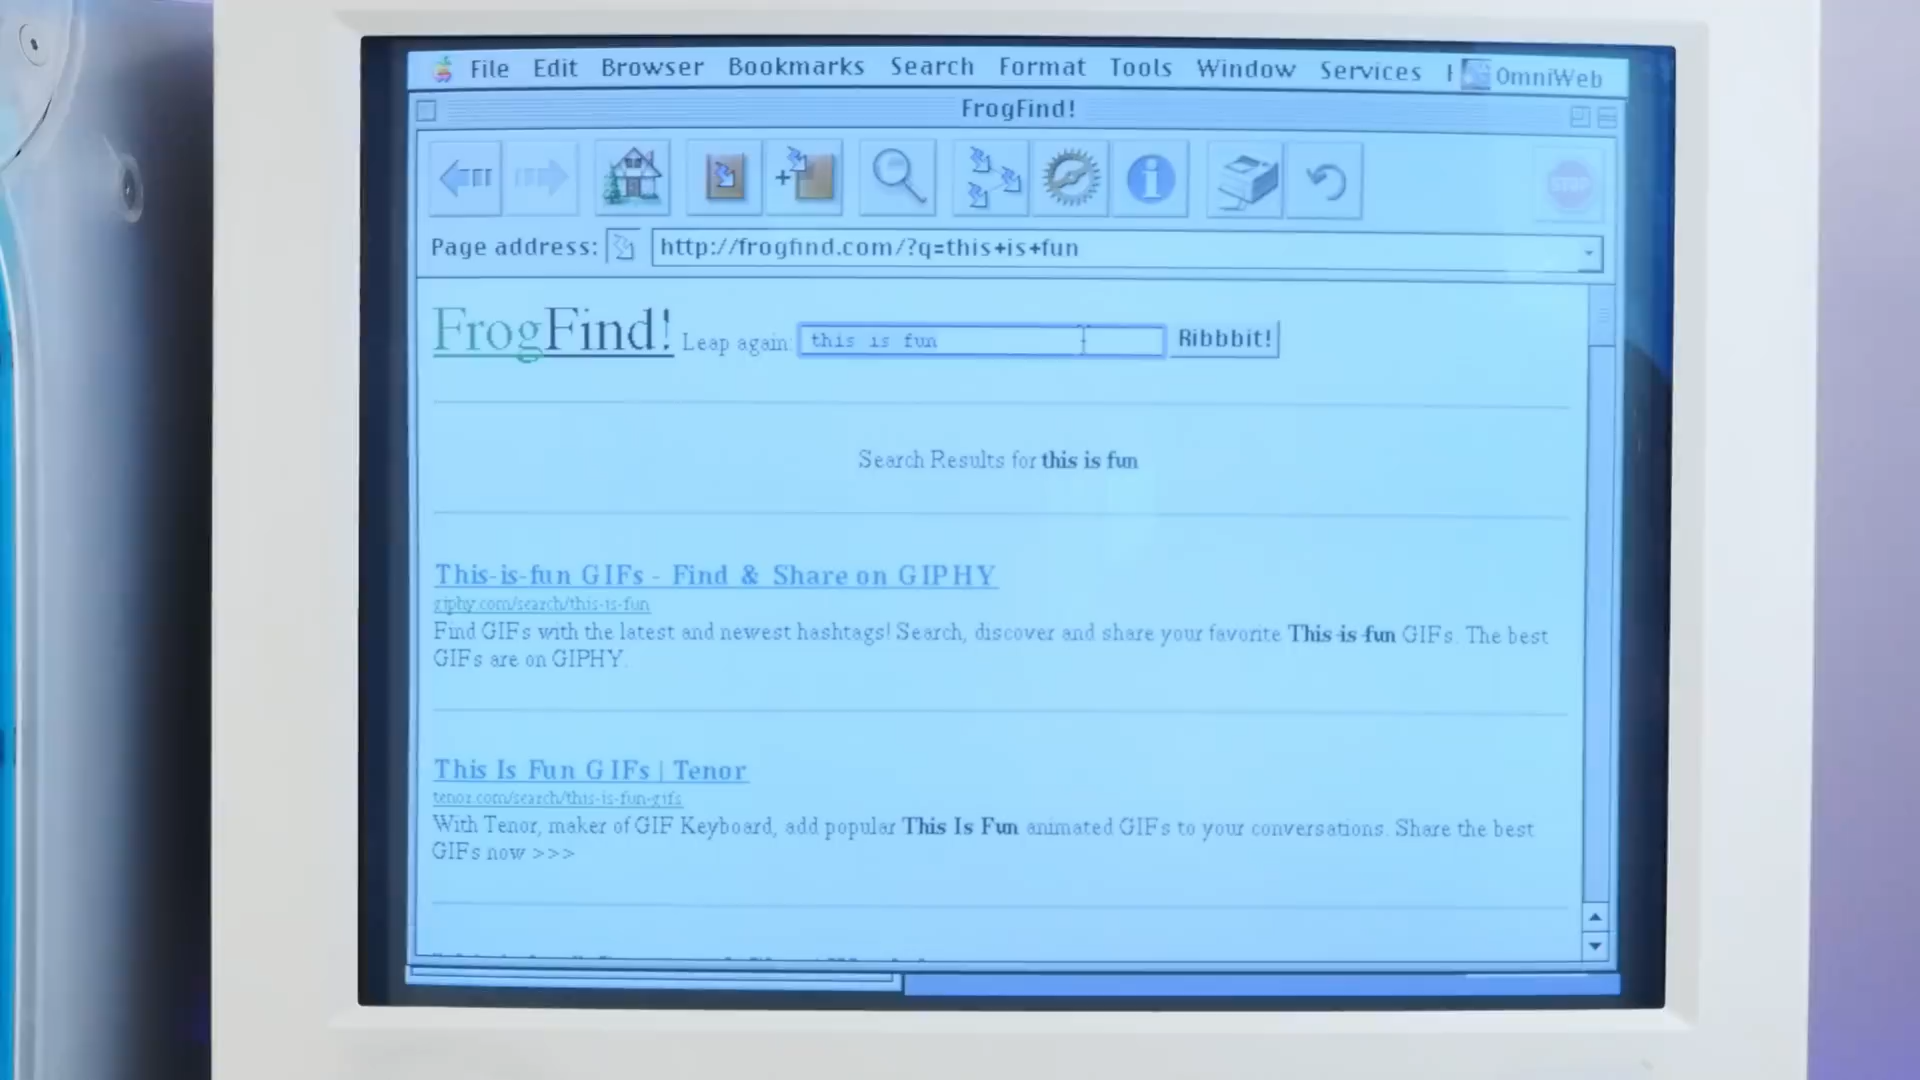 File Edit Browser Bookmarks Search Format Tools Window Services OmniWeb
FrogFind!
STOP
Page address: http://frogfind.com/?q=this+is+fun
FrogFind! Leap again: this is fun Ribbbit!
Search Results for this is fun
This-is-fun GIFs - Find & Share on GIPHY
giphy.com/search/this-is-fun
Find GIFs with the latest and newest hashtags! Search, discover and share your favorite This-is-fun GIFs. The best
GIFs are on GIPHY.
This Is Fun GIFs | Tenor
tenor.com/search/this-is-fun-gifs
With Tenor, maker of GIF Keyboard, add popular This Is Fun animated GIFs to your conversations. Share the best
GIFs now >>>